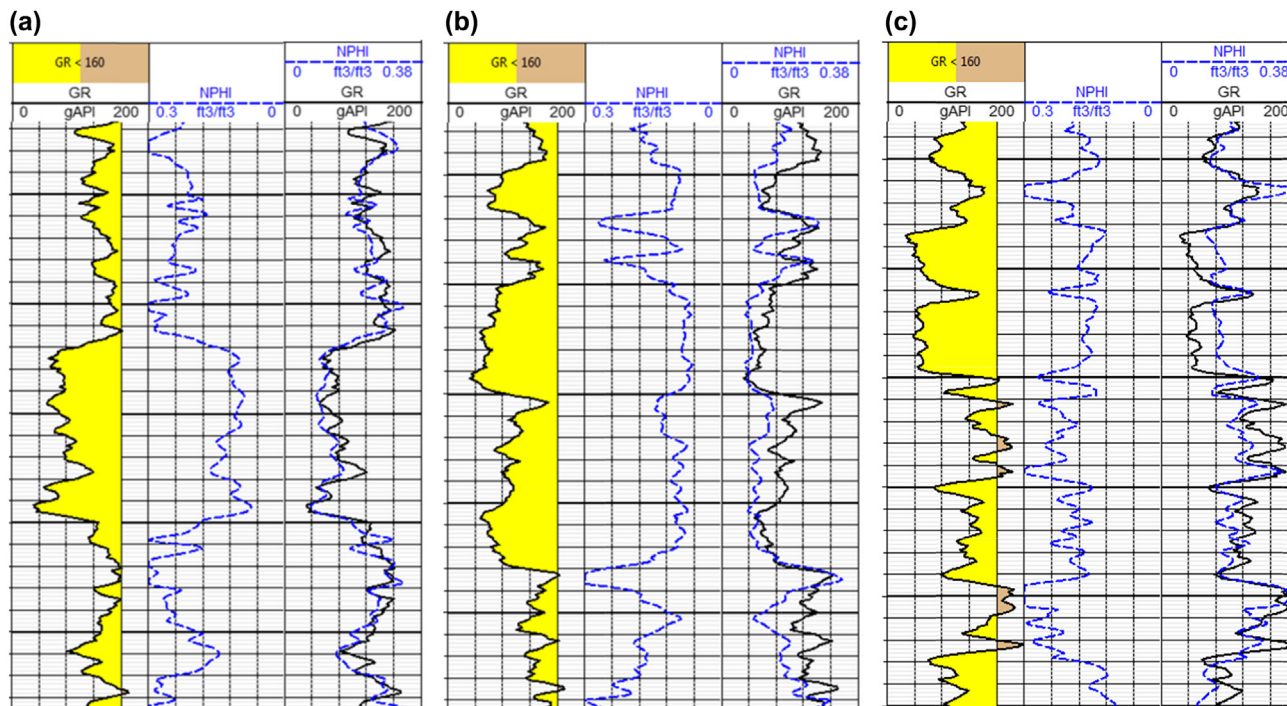 (a)
GR < 160
NPHI
0 ft3/ft3 0.38
GR
0 gAPI 200
NPHI
0.3 ft3/ft3 0
GR
0 gAPI 200
(b)
GR < 160
NPHI
0 ft3/ft3 0.38
GR
0 gAPI 200
NPHI
0.3 ft3/ft3 0
GR
0 gAPI 200
(c)
GR < 160
NPHI
0 ft3/ft3 0.38
GR
0 gAPI 200
NPHI
0.3 ft3/ft3 0
GR
0 gAPI 200